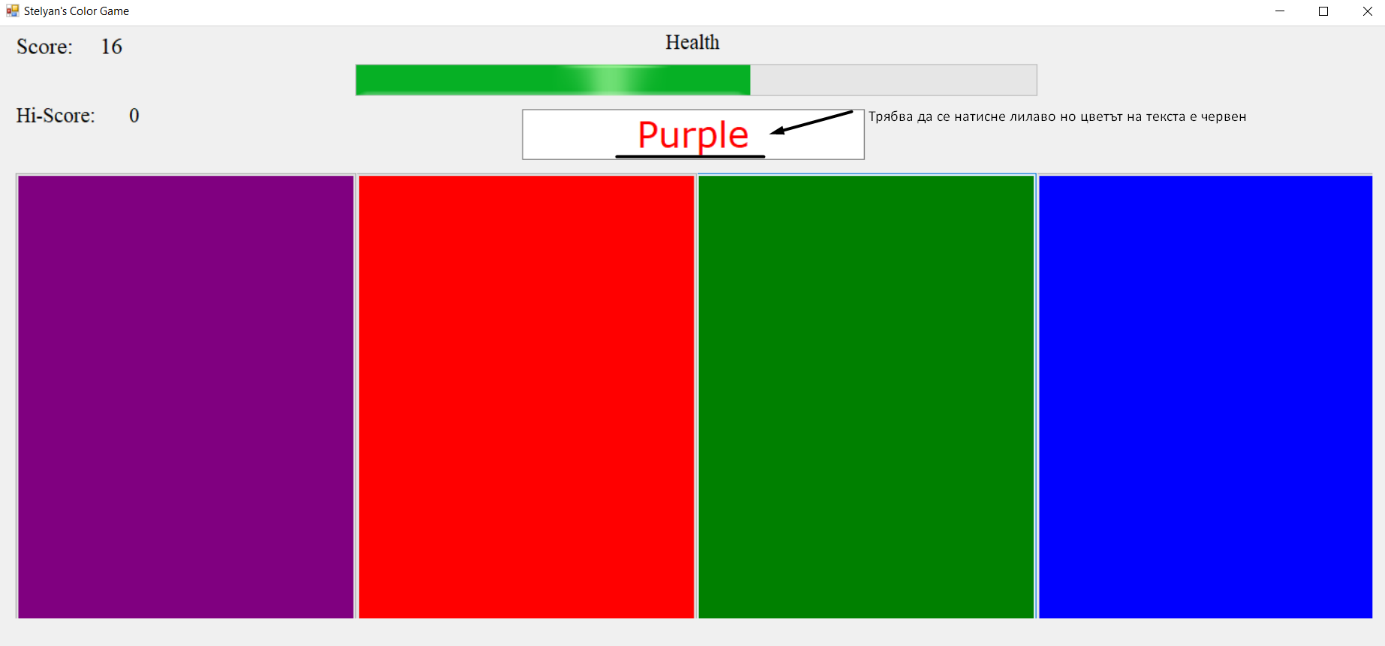 Stelyan's Color Game
Score: 16
Health
Hi-Score: 0
Purple
Трябва да се натисне лилаво но цветът на текста е червен